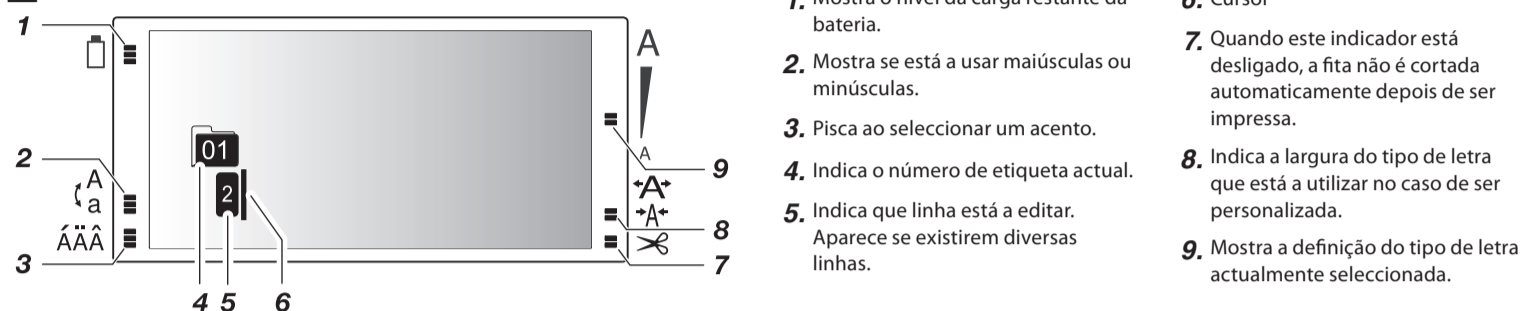 1
A
01
2
9
A
A
2
A
a
A
8
ÁÄÂ
3
7
4 5 6
1. Mostra o nível da carga restante da
bateria.
2. Mostra se está a usar maiúsculas ou
minúsculas.
3. Pisca ao seleccionar um acento.
4. Indica o número de etiqueta actual.
5. Indica que linha está a editar.
Aparece se existirem diversas
linhas.
6. Cursor
7. Quando este indicador está
desligado, a fita não é cortada
automaticamente depois de ser
impressa.
8. Indica a largura do tipo de letra
que está a utilizar no caso de ser
personalizada.
9. Mostra a definição do tipo de letra
actualmente seleccionada.